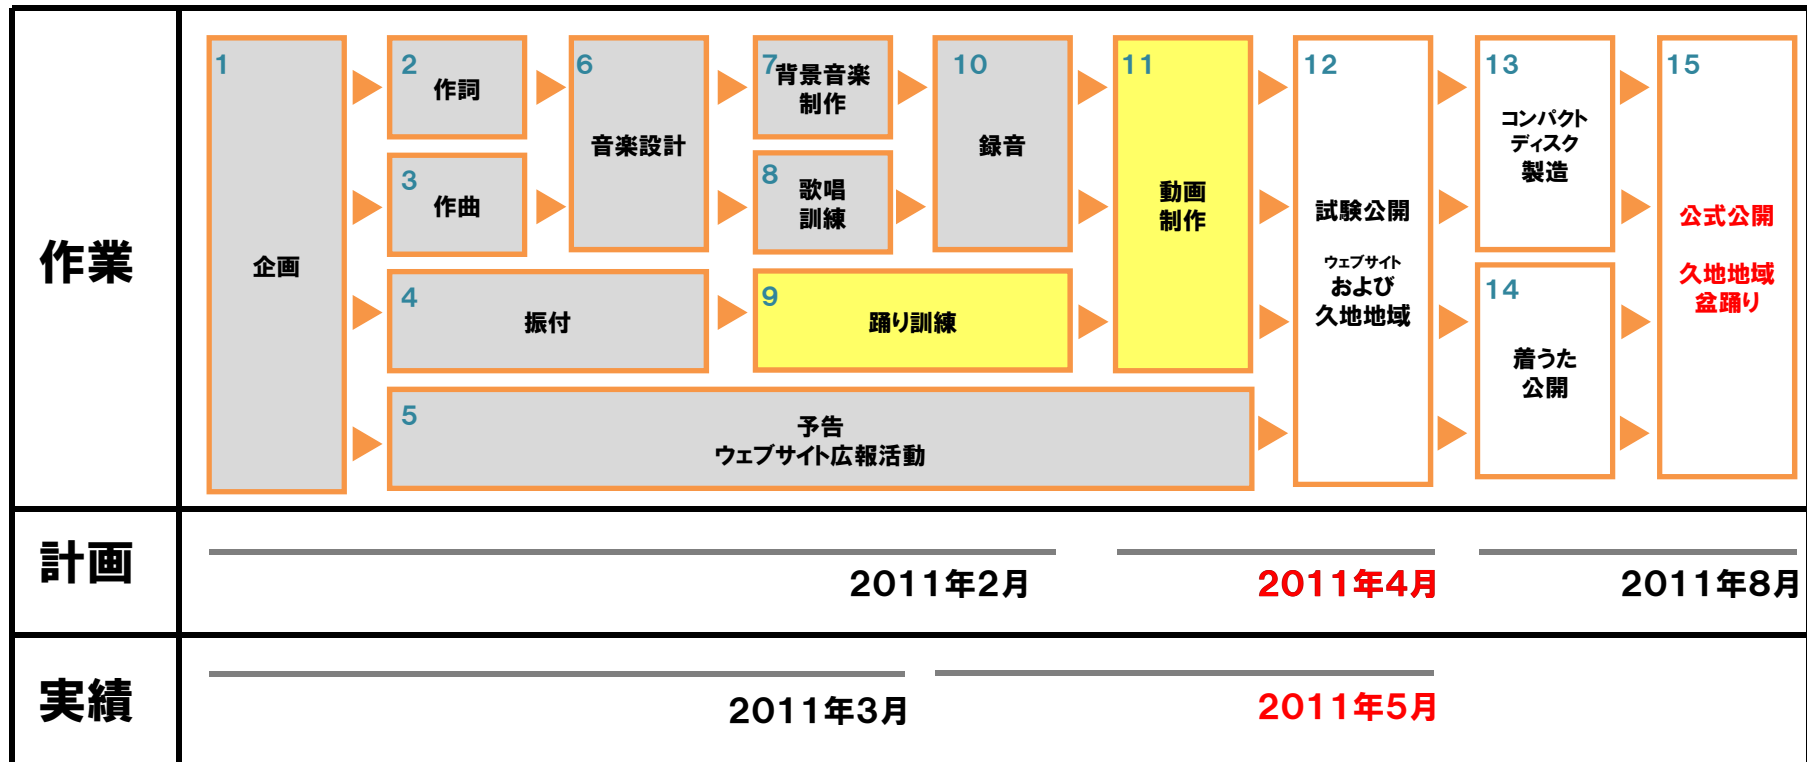 作業
1
企画
2
作詞
3
作曲
4
振付
5
予告
ウェブサイト広報活動
6
音楽設計
7
背景音楽
制作
8
歌唱
訓練
9
踊り訓練
10
録音
11
動画
制作
12
試験公開
ウェブサイト
および
久地地域
13
コンパクト
ディスク
製造
14
着うた
公開
15
公式公開
久地地域
盆踊り
計画
2011年2月
2011年4月
2011年8月
実績
2011年3月
2011年5月